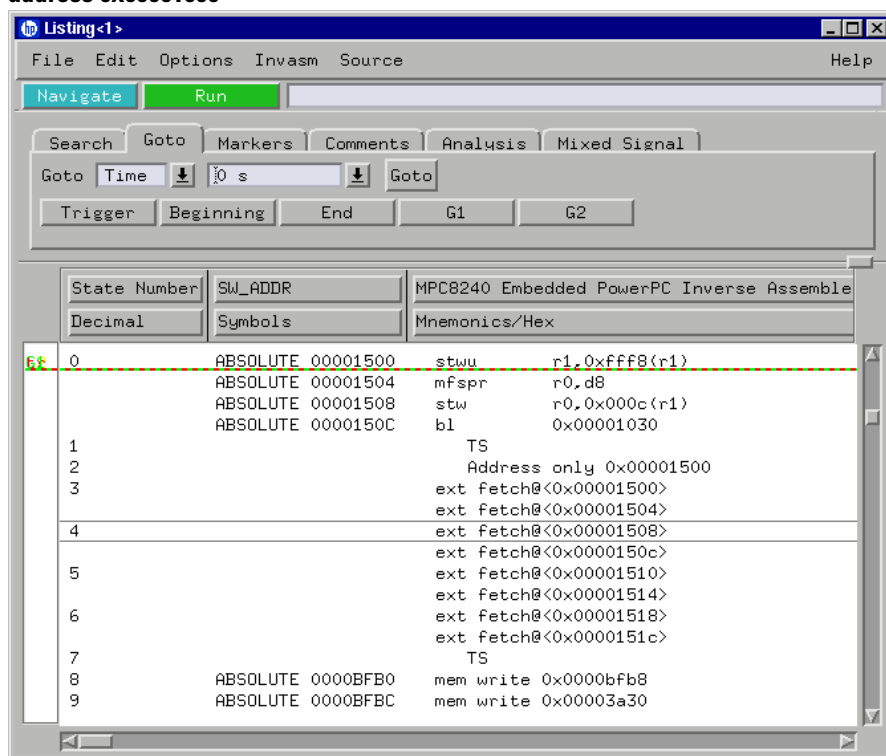 hp Listing<1>
File Edit Options Invasm Source Help
Navigate Run
Search Goto Markers Comments Analysis Mixed Signal
Goto Time 0 s Goto
Trigger Beginning End G1 G2
State Number SW_ADDR MPC8240 Embedded PowerPC Inverse Assemble
Decimal Symbols Mnemonics/Hex
0 ABSOLUTE 00001500 stwu r1,0xfff8(r1)
ABSOLUTE 00001504 mfspr r0,d8
ABSOLUTE 00001508 stw r0,0x000c(r1)
ABSOLUTE 0000150C bl 0x00001030
1 TS
2 Address only 0x00001500
3 ext fetch@<0x00001500>
ext fetch@<0x00001504>
4 ext fetch@<0x00001508>
ext fetch@<0x0000150c>
5 ext fetch@<0x00001510>
ext fetch@<0x00001514>
6 ext fetch@<0x00001518>
ext fetch@<0x0000151c>
7 TS
8 ABSOLUTE 0000BFB0 mem write 0x0000bfb8
9 ABSOLUTE 0000BFBC mem write 0x00003a30